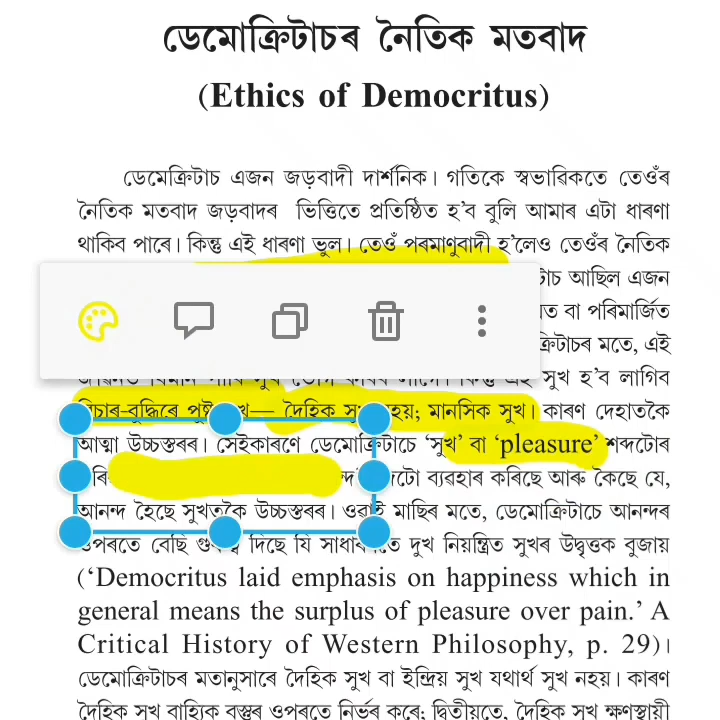 ডেমোক্ৰিটাচৰ নৈতিক মতবাদ
(Ethics of Democritus)
ডেমোক্ৰিটাচ এজন জড়বাদী দাৰ্শনিক। গতিকে স্বভাৱিকতে তেওঁৰ
নৈতিক মতবাদ জড়বাদৰ ভিত্তিতে প্ৰতিষ্ঠিত হ’ব বুলি আমাৰ এটা ধাৰণা
থাকিব পাৰে। কিন্তু এই ধাৰণা ভুল। তেওঁ পৰমাণুবাদী হ’লেও তেওঁৰ নৈতিক
আছিল এজন
বা পৰিমাৰ্জিত
মতে, এই
সুখ হ’ব লাগিব
বিচাৰ-বুদ্ধিৰে দৈহিক নহয়; মানসিক সুখ। কাৰণ দেহাতকৈ
আত্মা উচ্চস্তৰৰ। সেইকাৰণে ডেমোক্ৰিটাচে ‘সুখ’ বা ‘pleasure’ শব্দটোৰ
ব্যৱহাৰ কৰিছে আৰু কৈছে যে,
আনন্দ হৈছে সুখতকৈ উচ্চস্তৰৰ। ওৱাই মাছিৰ মতে, ডেমোক্ৰিটাচে আনন্দৰ
ওপৰতে বেছি দিছে যি দুখ নিয়ন্ত্ৰিত সুখৰ উদ্বৃত্তক বুজায়
(‘Democritus laid emphasis on happiness which in
general means the surplus of pleasure over pain.’ A
Critical History of Western Philosophy, p. 29)।
ডেমোক্ৰিটাচৰ মতানুসাৰে দৈহিক সুখ বা ইন্দ্ৰিয় সুখ যথাৰ্থ সুখ নহয়। কাৰণ
দৈহিক সুখ বাহ্যিক বস্তুৰ ওপৰতে নিৰ্ভৰ কৰে; দ্বিতীয়তে, দৈহিক সুখ ক্ষণস্থায়ী